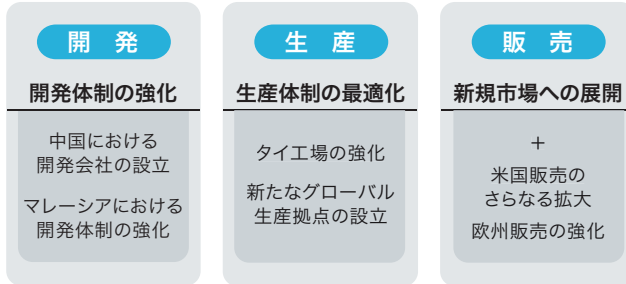 開 発
開発体制の強化
中国における
開発会社の設立
マレーシアにおける
開発体制の強化
生 産
生産体制の最適化
タイ工場の強化
新たなグローバル
生産拠点の設立
販 売
新規市場への展開
＋
米国販売の
さらなる拡大
欧州販売の強化